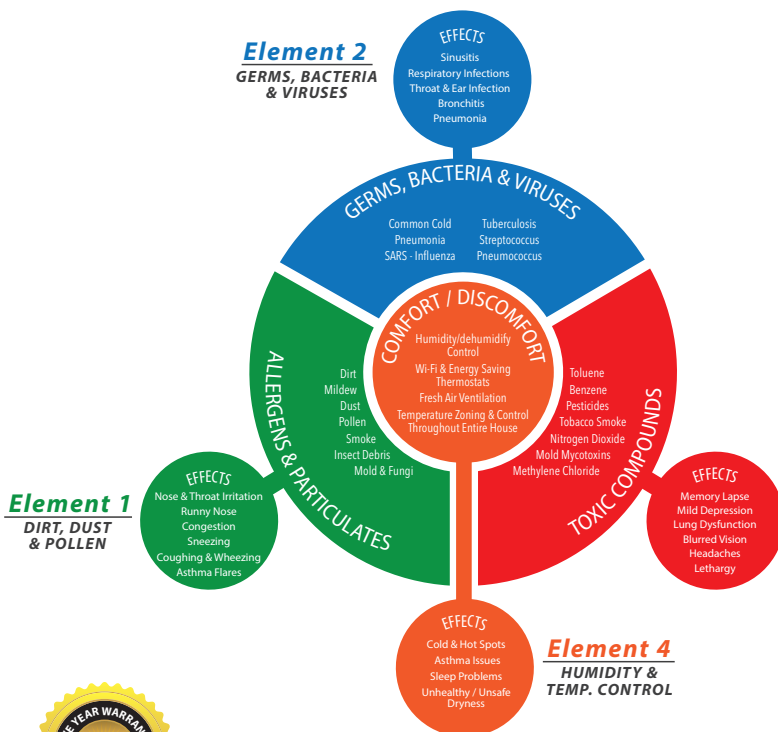 Element 2
GERMS, BACTERIA
& VIRUSES
EFFECTS
Sinusitis
Respiratory Infections
Throat & Ear Infection
Bronchitis
Pneumonia
GERMS, BACTERIA & VIRUSES
Common Cold
Pneumonia
SARS - Influenza
Tuberculosis
Streptococcus
Pneumococcus
COMFORT / DISCOMFORT
Humidity/dehumidify
Control
Wi-Fi & Energy Saving
Thermostats
Fresh Air Ventilation
Temperature Zoning & Control
Throughout Entire House
ALLERGENS & PARTICULATES
Dirt
Mildew
Dust
Pollen
Smoke
Insect Debris
Mold & Fungi
TOXIC COMPOUNDS
Toluene
Benzene
Pesticides
Tobacco Smoke
Nitrogen Dioxide
Mold Mycotoxins
Methylene Chloride
Element 1
DIRT, DUST
& POLLEN
EFFECTS
Nose & Throat Irritation
Runny Nose
Congestion
Sneezing
Coughing & Wheezing
Asthma Flares
EFFECTS
Memory Lapse
Mild Depression
Lung Dysfunction
Blurred Vision
Headaches
Lethargy
EFFECTS
Cold & Hot Spots
Asthma Issues
Sleep Problems
Unhealthy / Unsafe
Dryness
Element 4
HUMIDITY &
TEMP. CONTROL
YEAR